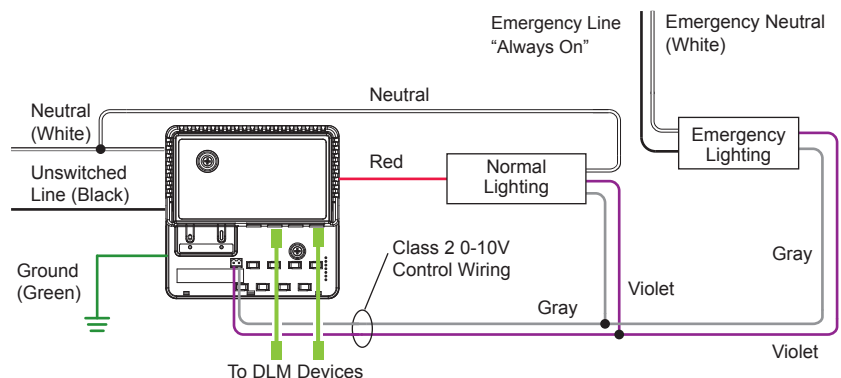 Emergency Line
“Always On”
Emergency Neutral
(White)
Neutral
Neutral
(White)
Emergency
Lighting
Red
Normal
Lighting
Unswitched
Line (Black)
Class 2 0-10V
Control Wiring
Gray
Ground
(Green)
Violet
Gray
Violet
To DLM Devices